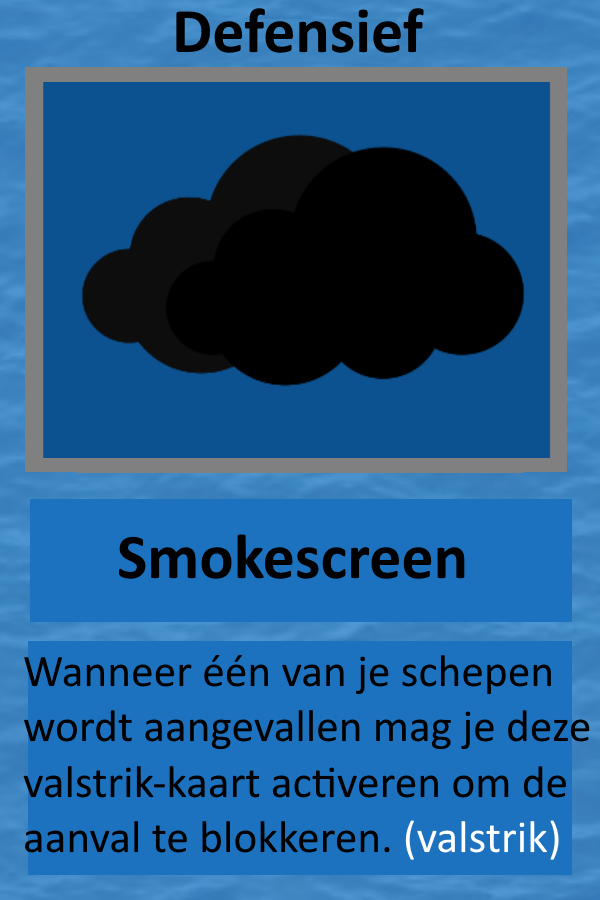 Defensief
Smokescreen
Wanneer één van je schepen
wordt aangevallen mag je deze
valstrik-kaart activeren om de
aanval te blokkeren. (valstrik)